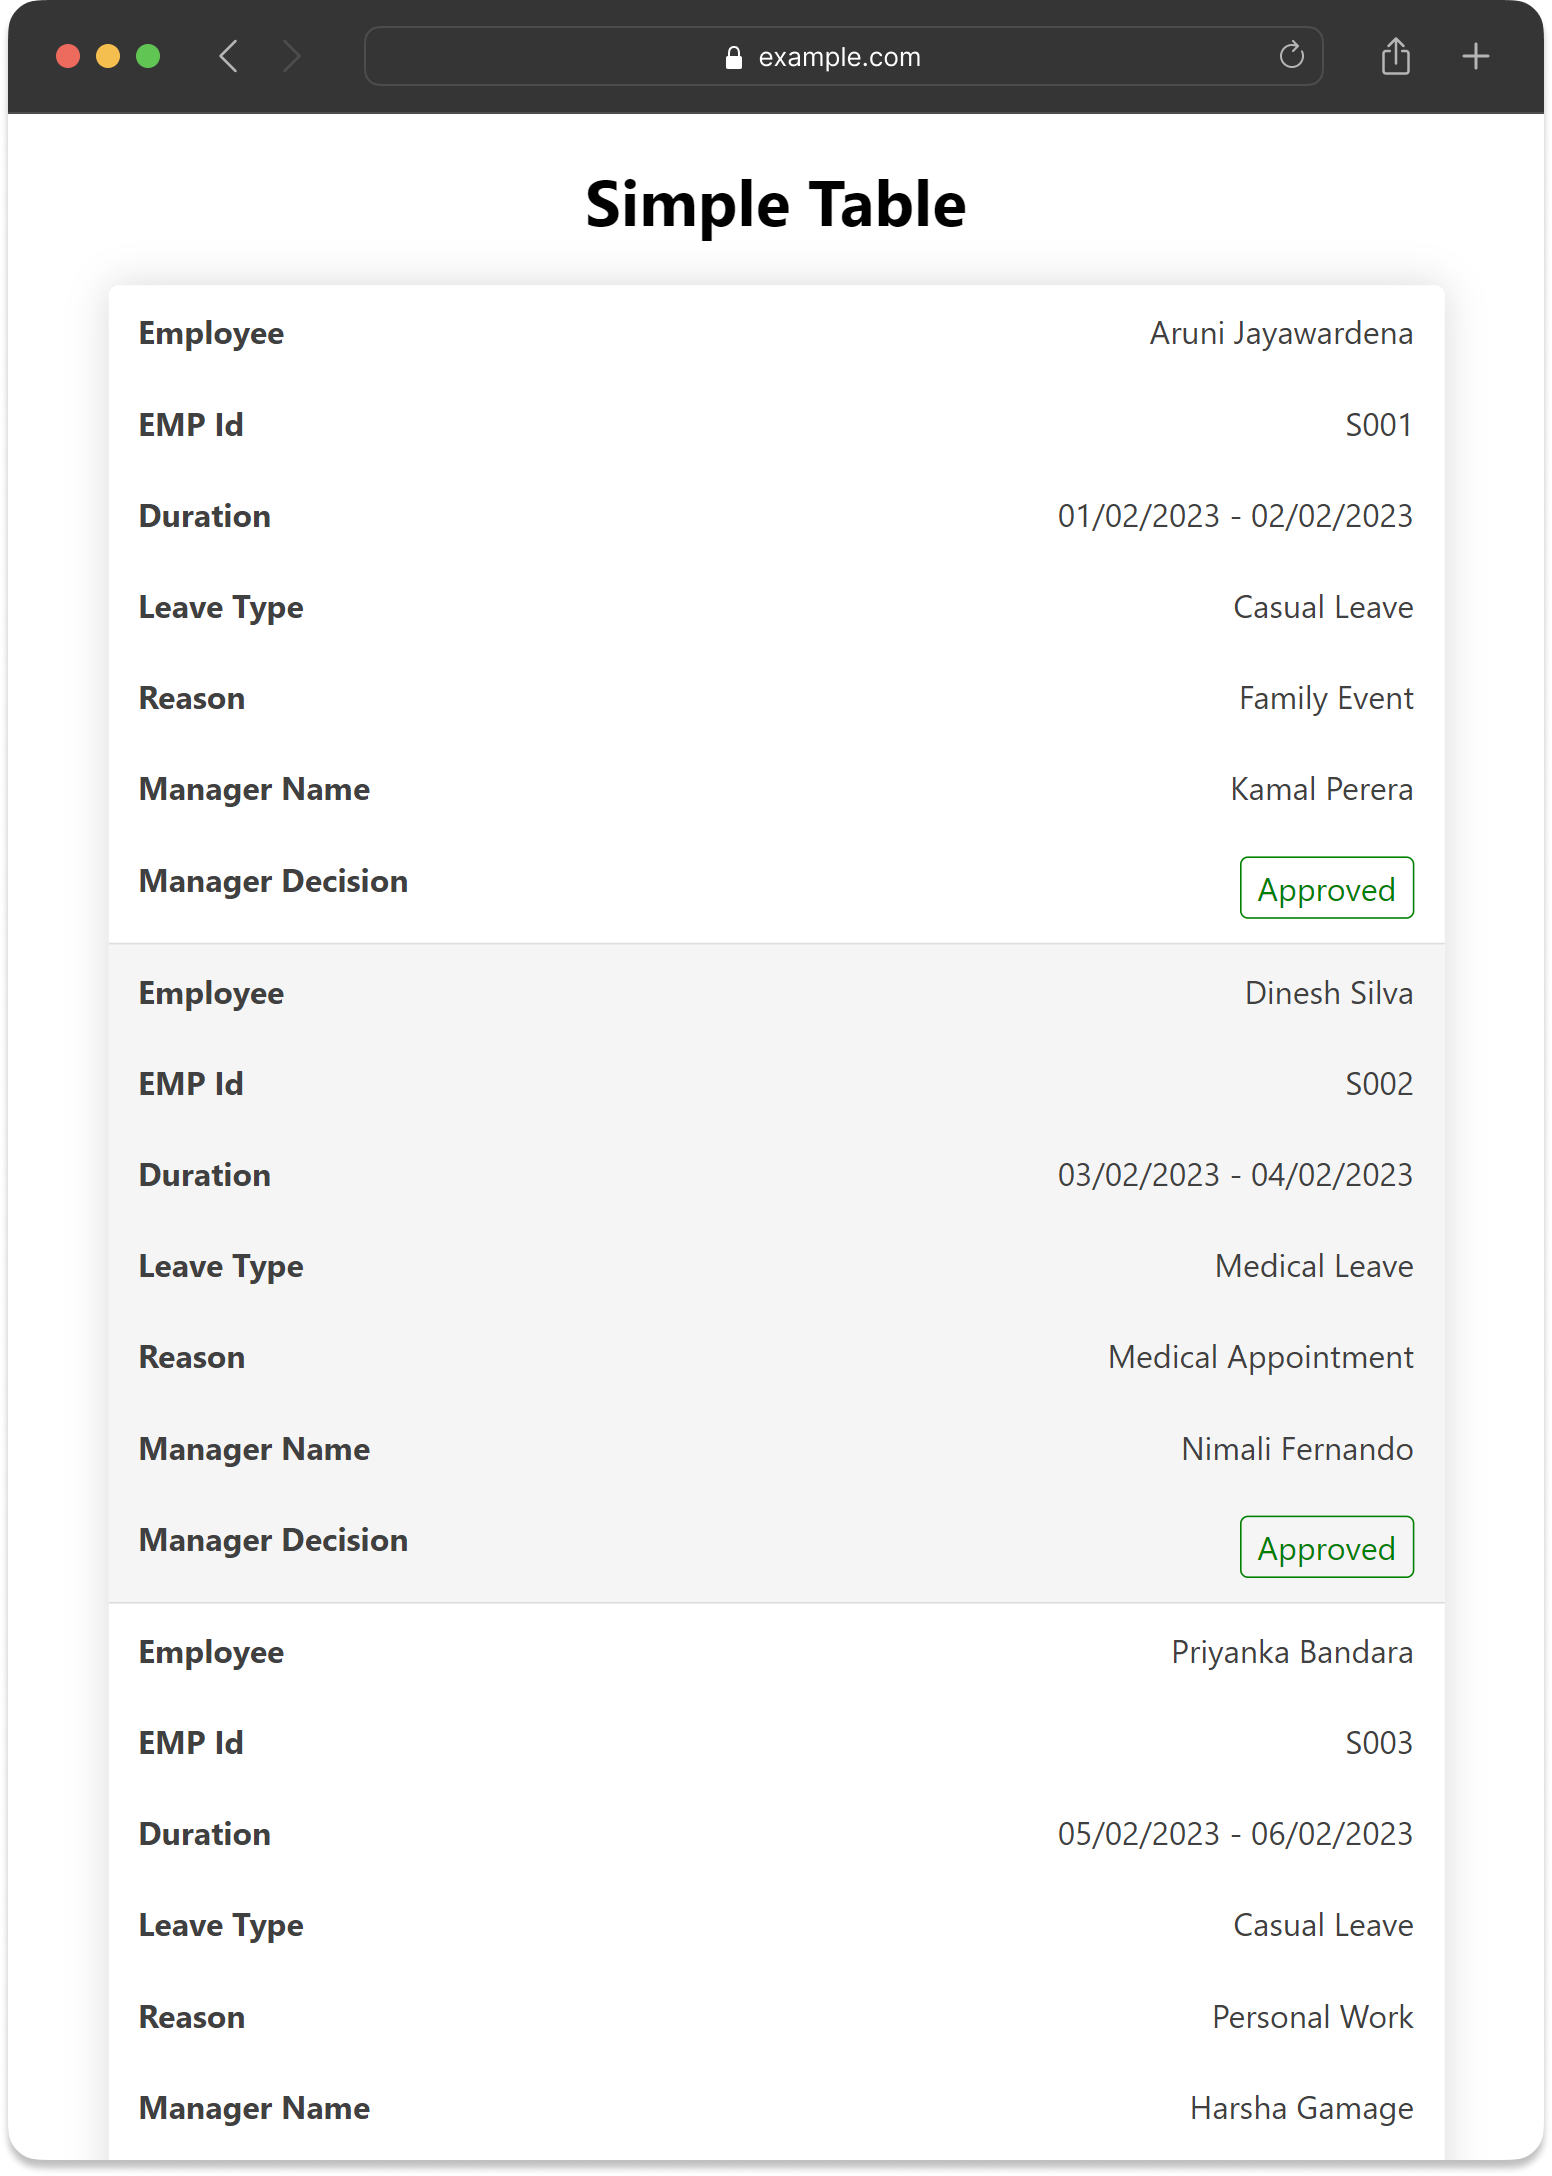 example.com
Simple Table
Employee Aruni Jayawardena
EMP Id S001
Duration 01/02/2023 - 02/02/2023
Leave Type Casual Leave
Reason Family Event
Manager Name Kamal Perera
Manager Decision Approved
Employee Dinesh Silva
EMP Id S002
Duration 03/02/2023 - 04/02/2023
Leave Type Medical Leave
Reason Medical Appointment
Manager Name Nimali Fernando
Manager Decision Approved
Employee Priyanka Bandara
EMP Id S003
Duration 05/02/2023 - 06/02/2023
Leave Type Casual Leave
Reason Personal Work
Manager Name Harsha Gamage